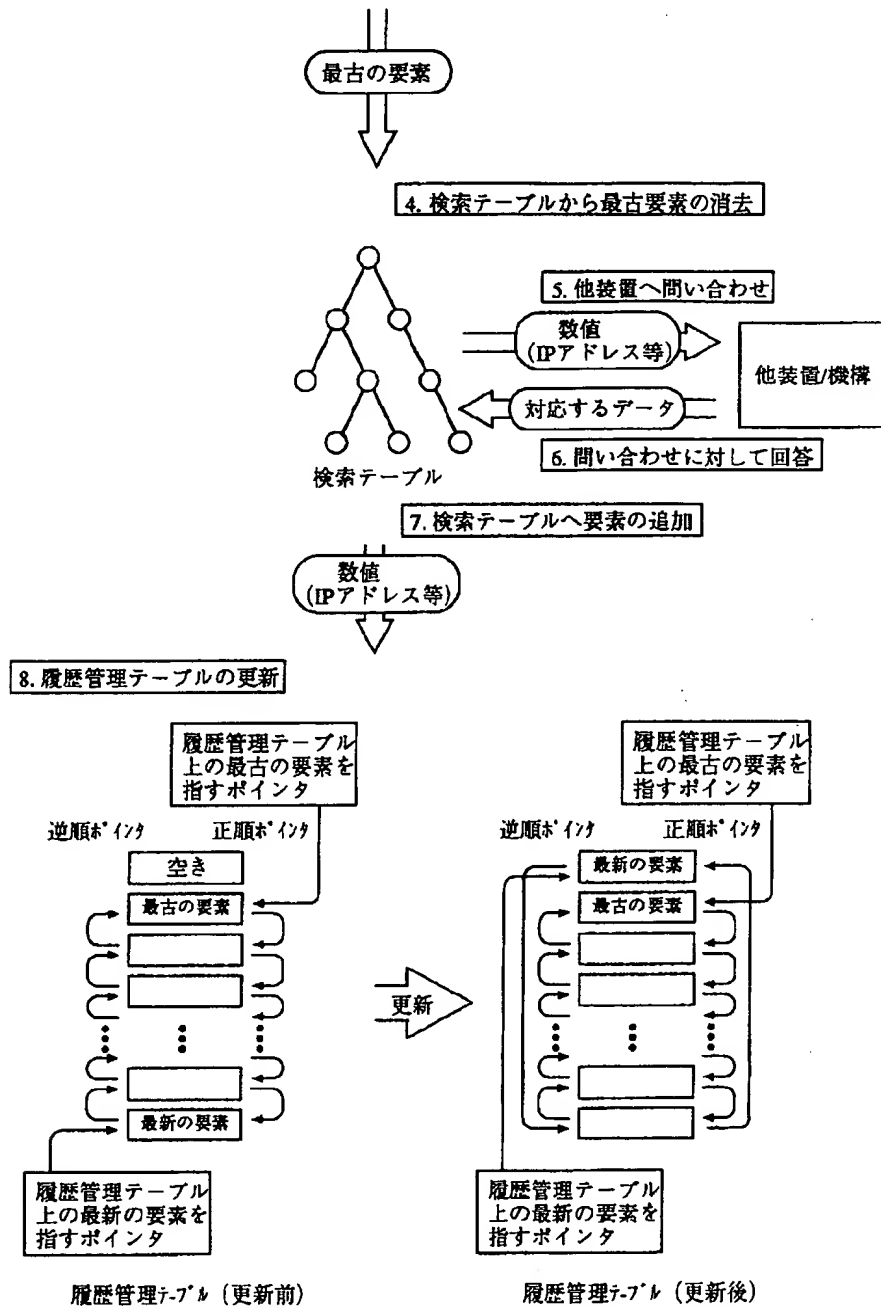 最古の要素
4. 検索テーブルから最古要素の消去
5. 他装置へ問い合わせ
数値
(IPアドレス等)
他装置/機構
対応するデータ
6. 問い合わせに対して回答
検索テーブル
7. 検索テーブルへ要素の追加
数値
(IPアドレス等)
8. 履歴管理テーブルの更新
履歴管理テーブル
上の最古の要素を
指すポインタ
逆順ポインタ
正順ポインタ
空き
最古の要素
最新の要素
履歴管理テーブル
上の最新の要素を
指すポインタ
履歴管理テーブル (更新前)
更新
履歴管理テーブル
上の最古の要素を
指すポインタ
逆順ポインタ
正順ポインタ
最新の要素
最古の要素
履歴管理テーブル
上の最新の要素を
指すポインタ
履歴管理テーブル (更新後)